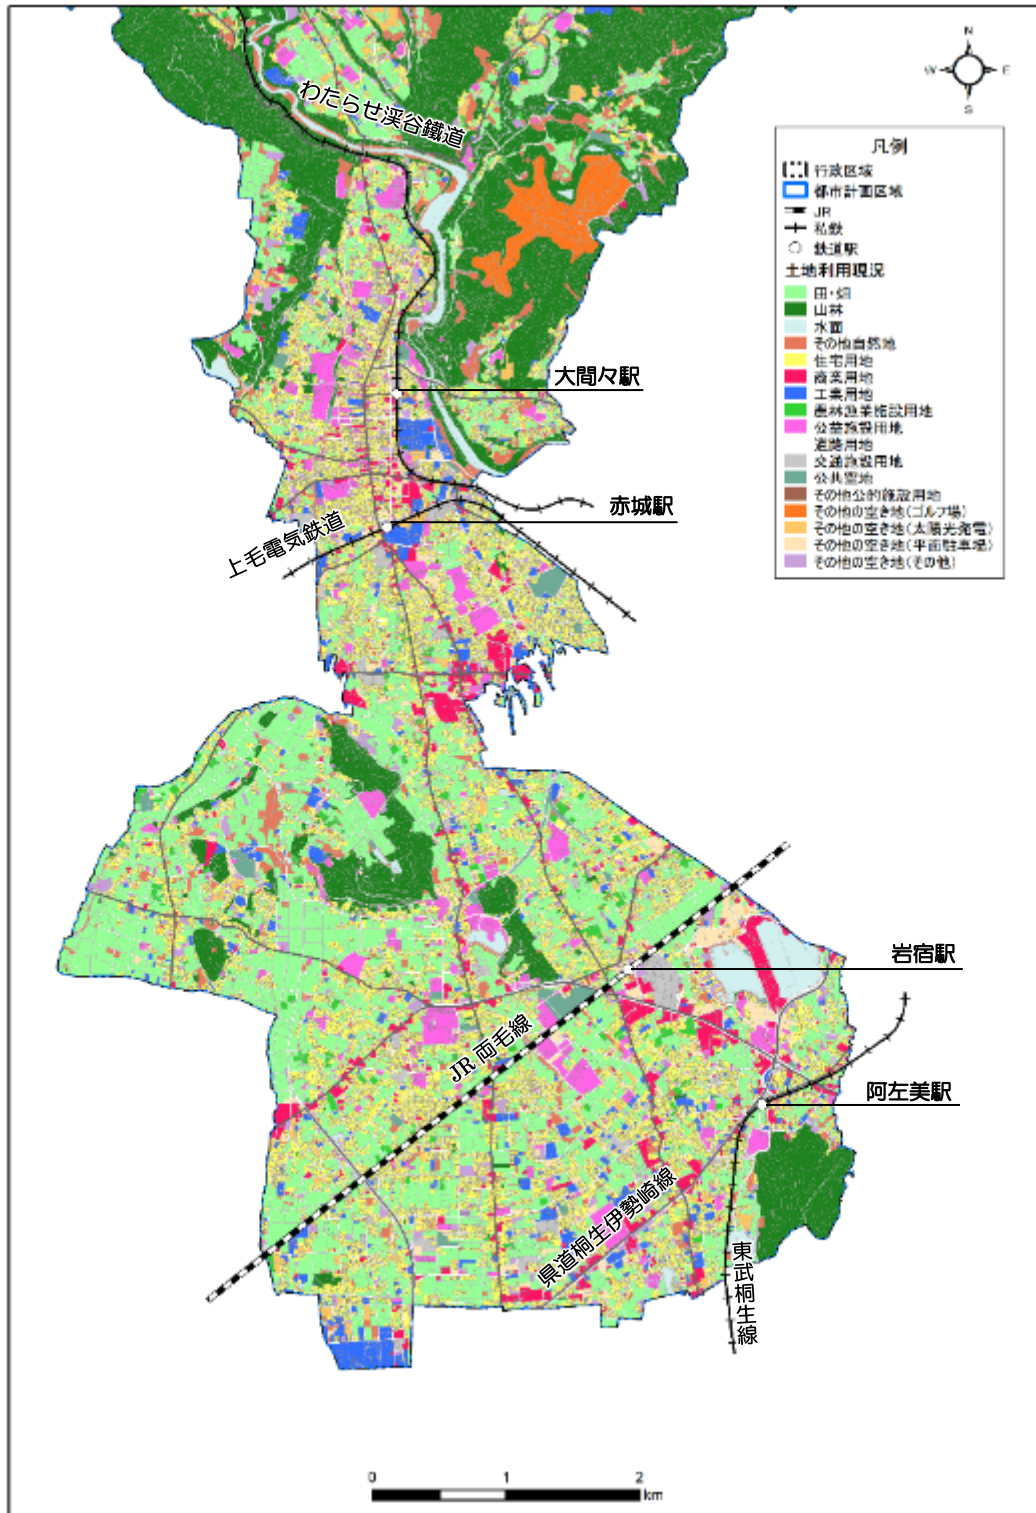 N
W E
S
わたらせ渓谷鐵道
凡例
行政区域
都市計画区域
JR
私鉄
鉄道駅
土地利用現況
田・畑
山林
水面
その他自然地
住宅用地
商業用地
工業用地
農林漁業施設用地
公益施設用地
道路用地
交通施設用地
公共空地
その他公的施設用地
その他の空き地(ゴルフ場)
その他の空き地(太陽光発電)
その他の空き地(平面駐車場)
その他の空き地(その他)
大間々駅
赤城駅
上毛電気鉄道
岩宿駅
JR 両毛線
阿左美駅
県道桐生伊勢崎線
東武桐生線
0 1 2
km